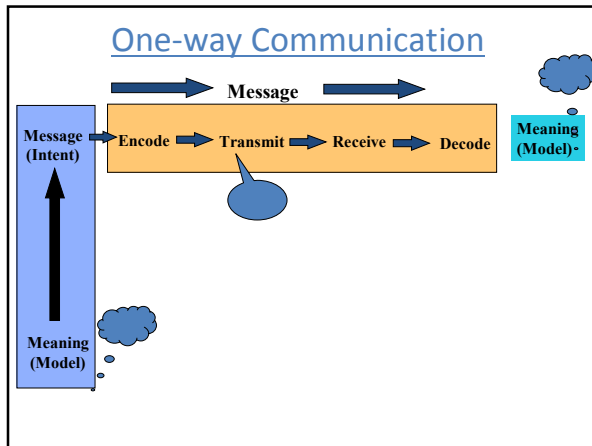 One-way Communication
Message
Message
(Intent)
Encode
Transmit
Receive
Decode
Meaning
(Model)
Meaning
(Model)